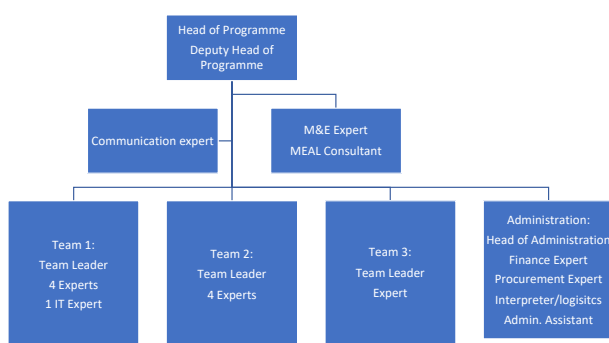 Head of Programme
Deputy Head of
Programme
Communication expert
M&E Expert
MEAL Consultant
Team 1:
Team Leader
4 Experts
1 IT Expert
Team 2:
Team Leader
4 Experts
Team 3:
Team Leader
Expert
Administration:
Head of Administration
Finance Expert
Procurement Expert
Interpreter/logisitcs
Admin. Assistant